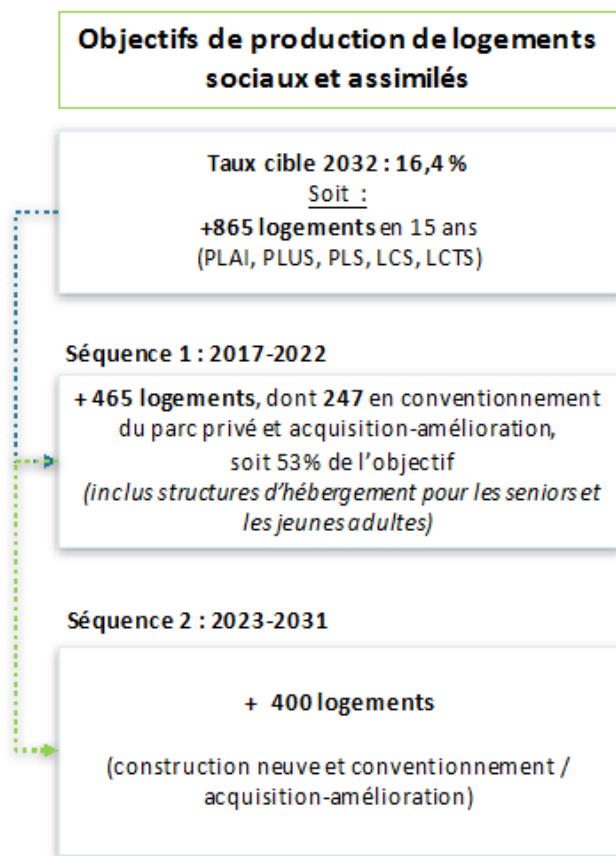 Objectifs de production de logements
sociaux et assimilés
Taux cible 2032 : 16,4 %
Soit :
+865 logements en 15 ans
(PLAI, PLUS, PLS, LCS, LCTS)
Séquence 1 : 2017-2022
+ 465 logements, dont 247 en conventionnement
du parc privé et acquisition-amélioration,
soit 53% de l'objectif
(inclus structures d'hébergement pour les seniors et
les jeunes adultes)
Séquence 2 : 2023-2031
+ 400 logements
(construction neuve et conventionnement /
acquisition-amélioration)